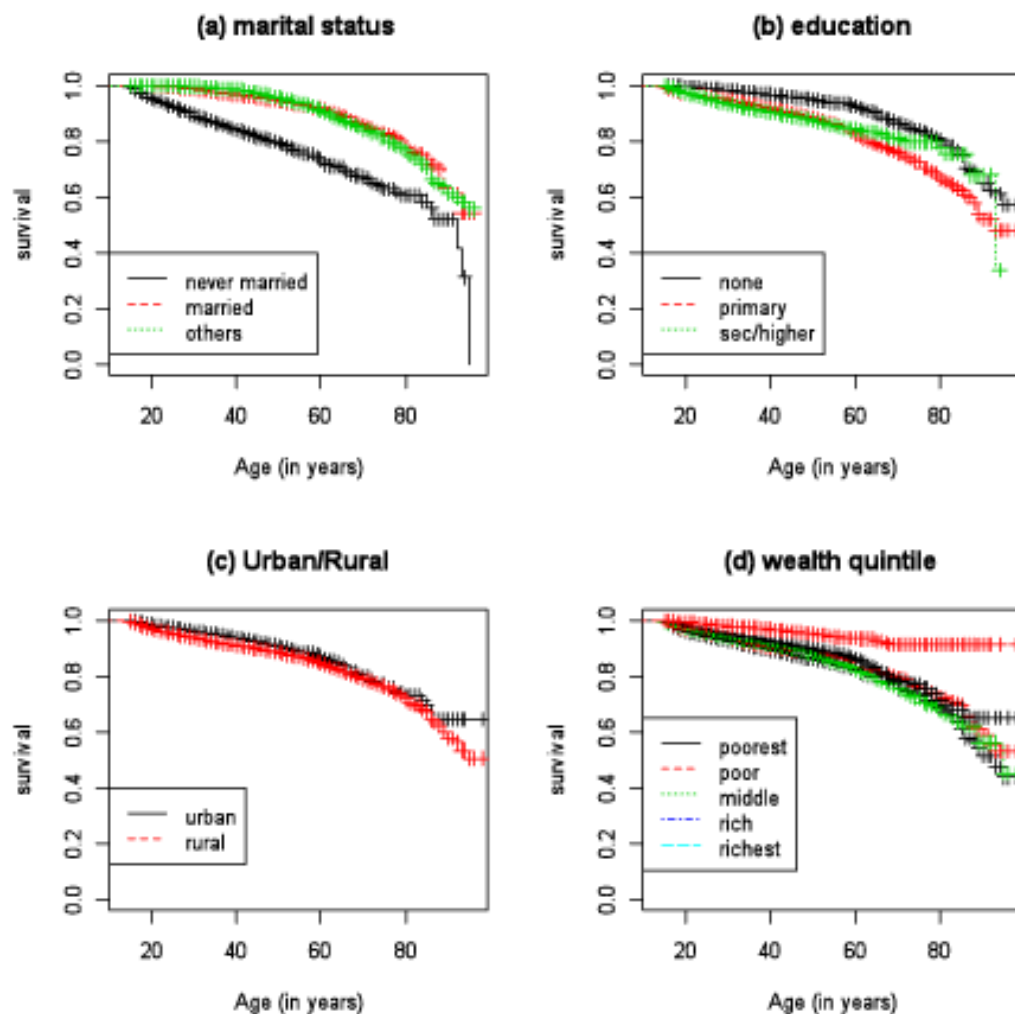 (a) marital status
survival
0.0 0.2 0.4 0.6 0.8 1.0
never married
married
others
20 40 60 80
Age (in years)
(b) education
survival
0.0 0.2 0.4 0.6 0.8 1.0
none
primary
sec/higher
20 40 60 80
Age (in years)
(c) Urban/Rural
survival
0.0 0.2 0.4 0.6 0.8 1.0
urban
rural
20 40 60 80
Age (in years)
(d) wealth quintile
survival
0.0 0.2 0.4 0.6 0.8 1.0
poorest
poor
middle
rich
richest
20 40 60 80
Age (in years)